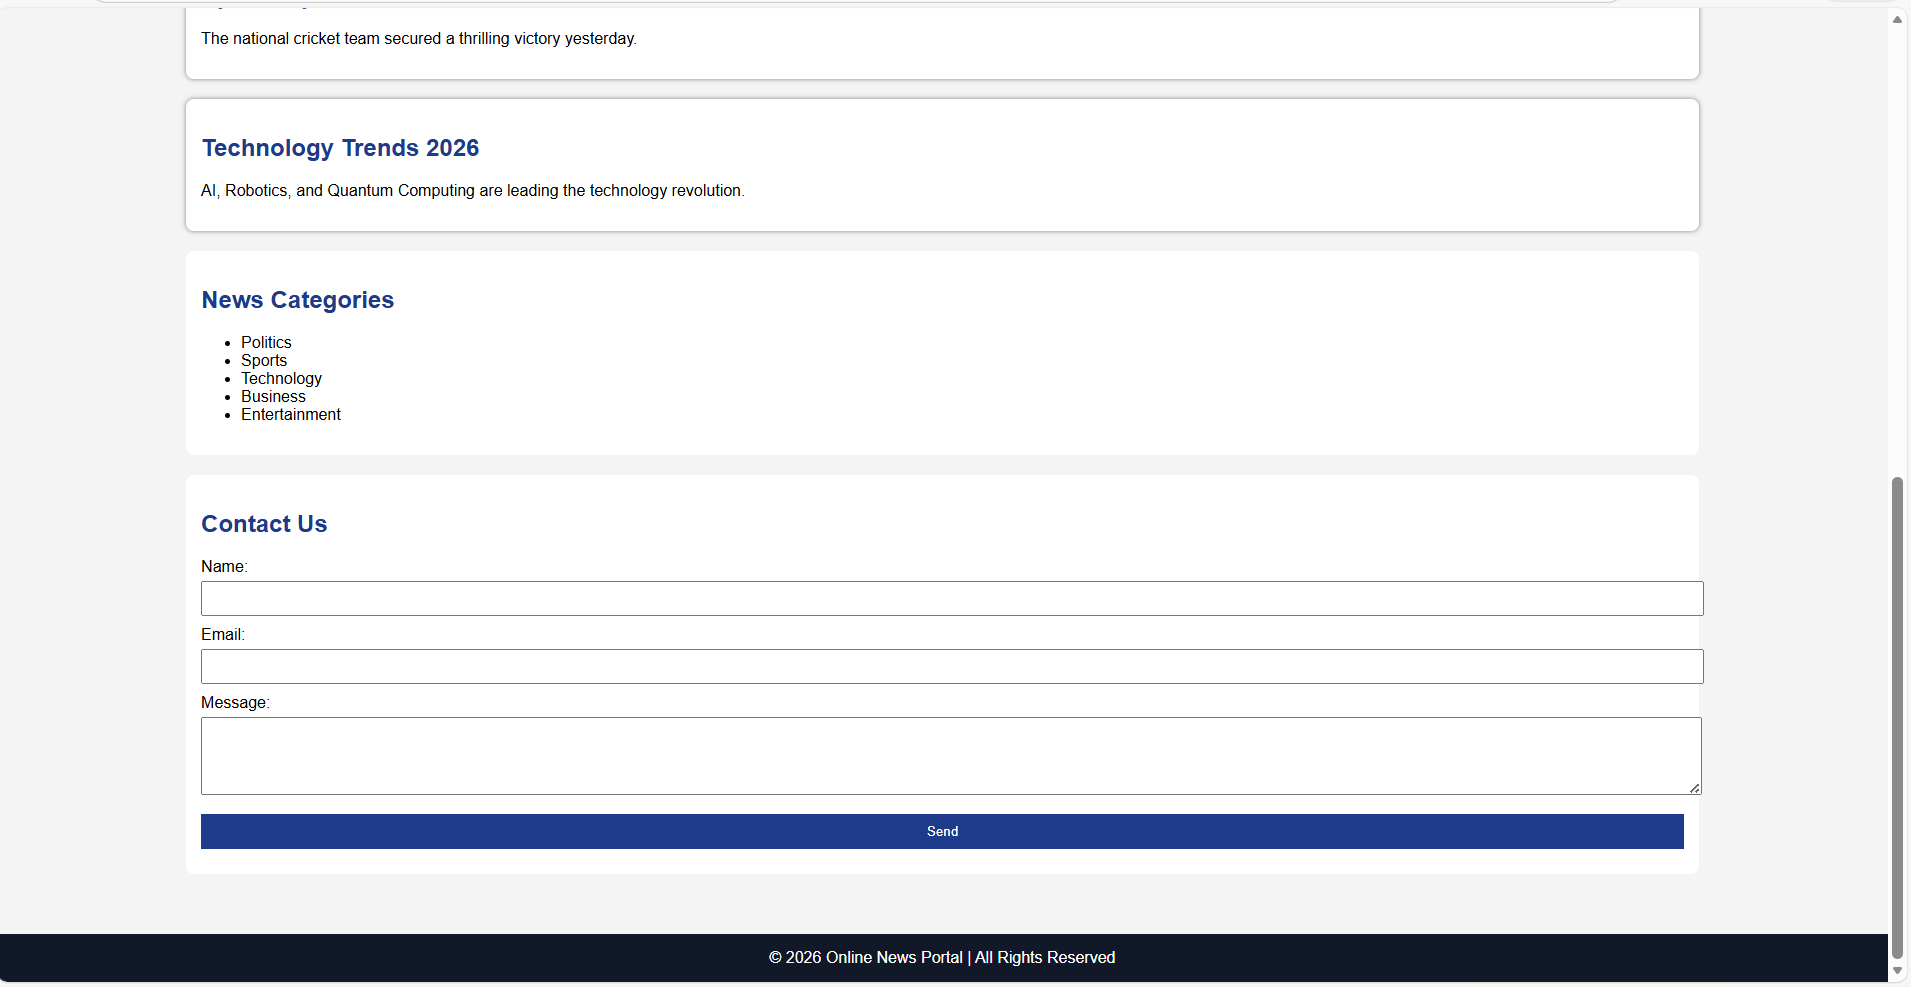 The national cricket team secured a thrilling victory yesterday.
Technology Trends 2026
AI, Robotics, and Quantum Computing are leading the technology revolution.
News Categories
Politics
Sports
Technology
Business
Entertainment
Contact Us
Name:
Email:
Message:
Send
© 2026 Online News Portal | All Rights Reserved